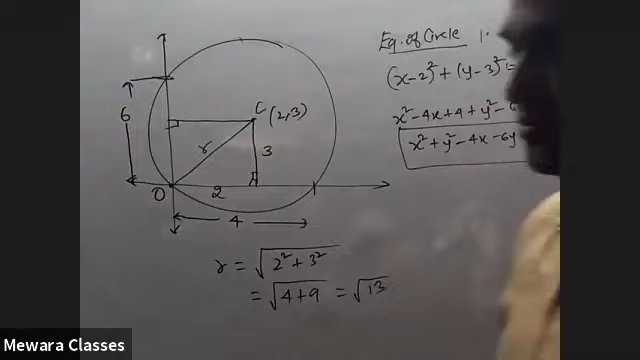 Eq. of Circle
(x-2)² + (y-3)² =
x² - 4x + 4 + y² -
x² + y² - 4x - 6y
C (2,3)
6
r
3
O
2
4
r = √(2² + 3²)
= √(4+9) = √13
Mewara Classes